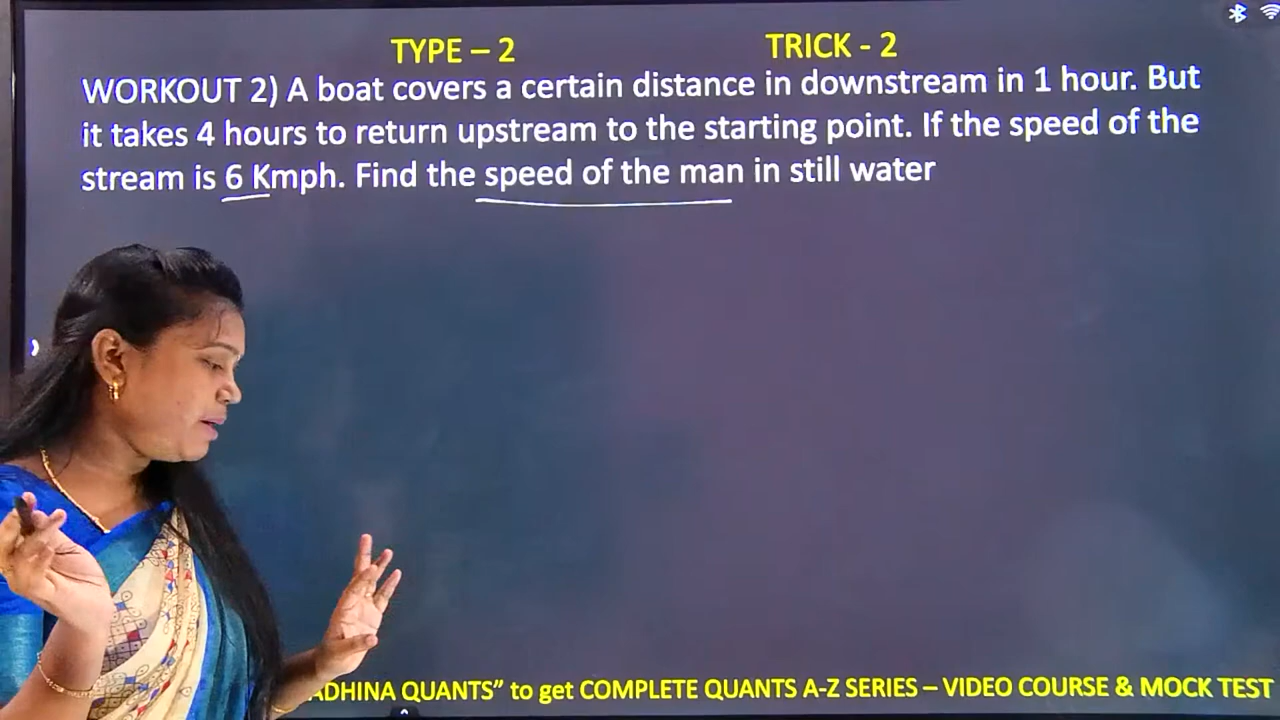 TYPE – 2
TRICK - 2
WORKOUT 2) A boat covers a certain distance in downstream in 1 hour. But
it takes 4 hours to return upstream to the starting point. If the speed of the
stream is 6 Kmph. Find the speed of the man in still water
QUANTS” to get COMPLETE QUANTS A-Z SERIES – VIDEO COURSE & MOCK TEST